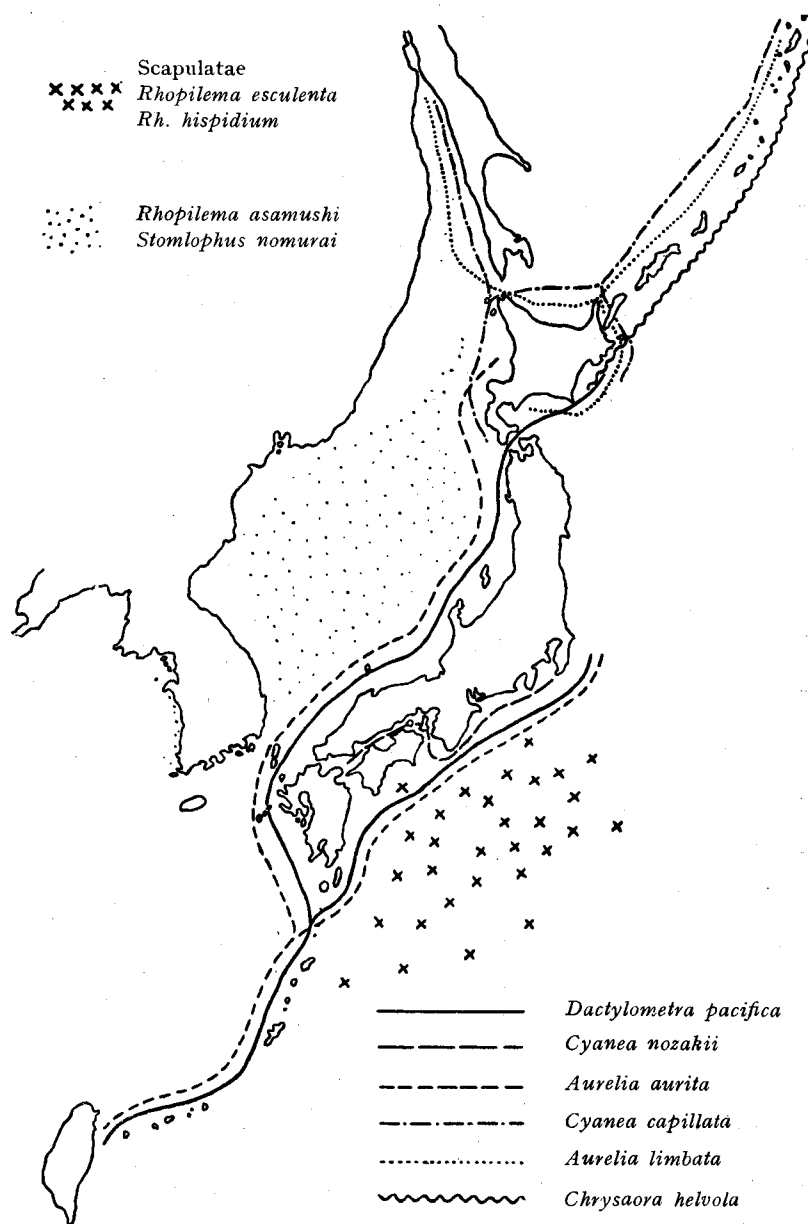 Scapulatae
Rhopilema esculenta
Rh. hispidium
Rhopilema asamushi
Stomlophus nomurai
Dactylometra pacifica
Cyanea nozakii
Aurelia aurita
Cyanea capillata
Aurelia limbata
Chrysaora helvola